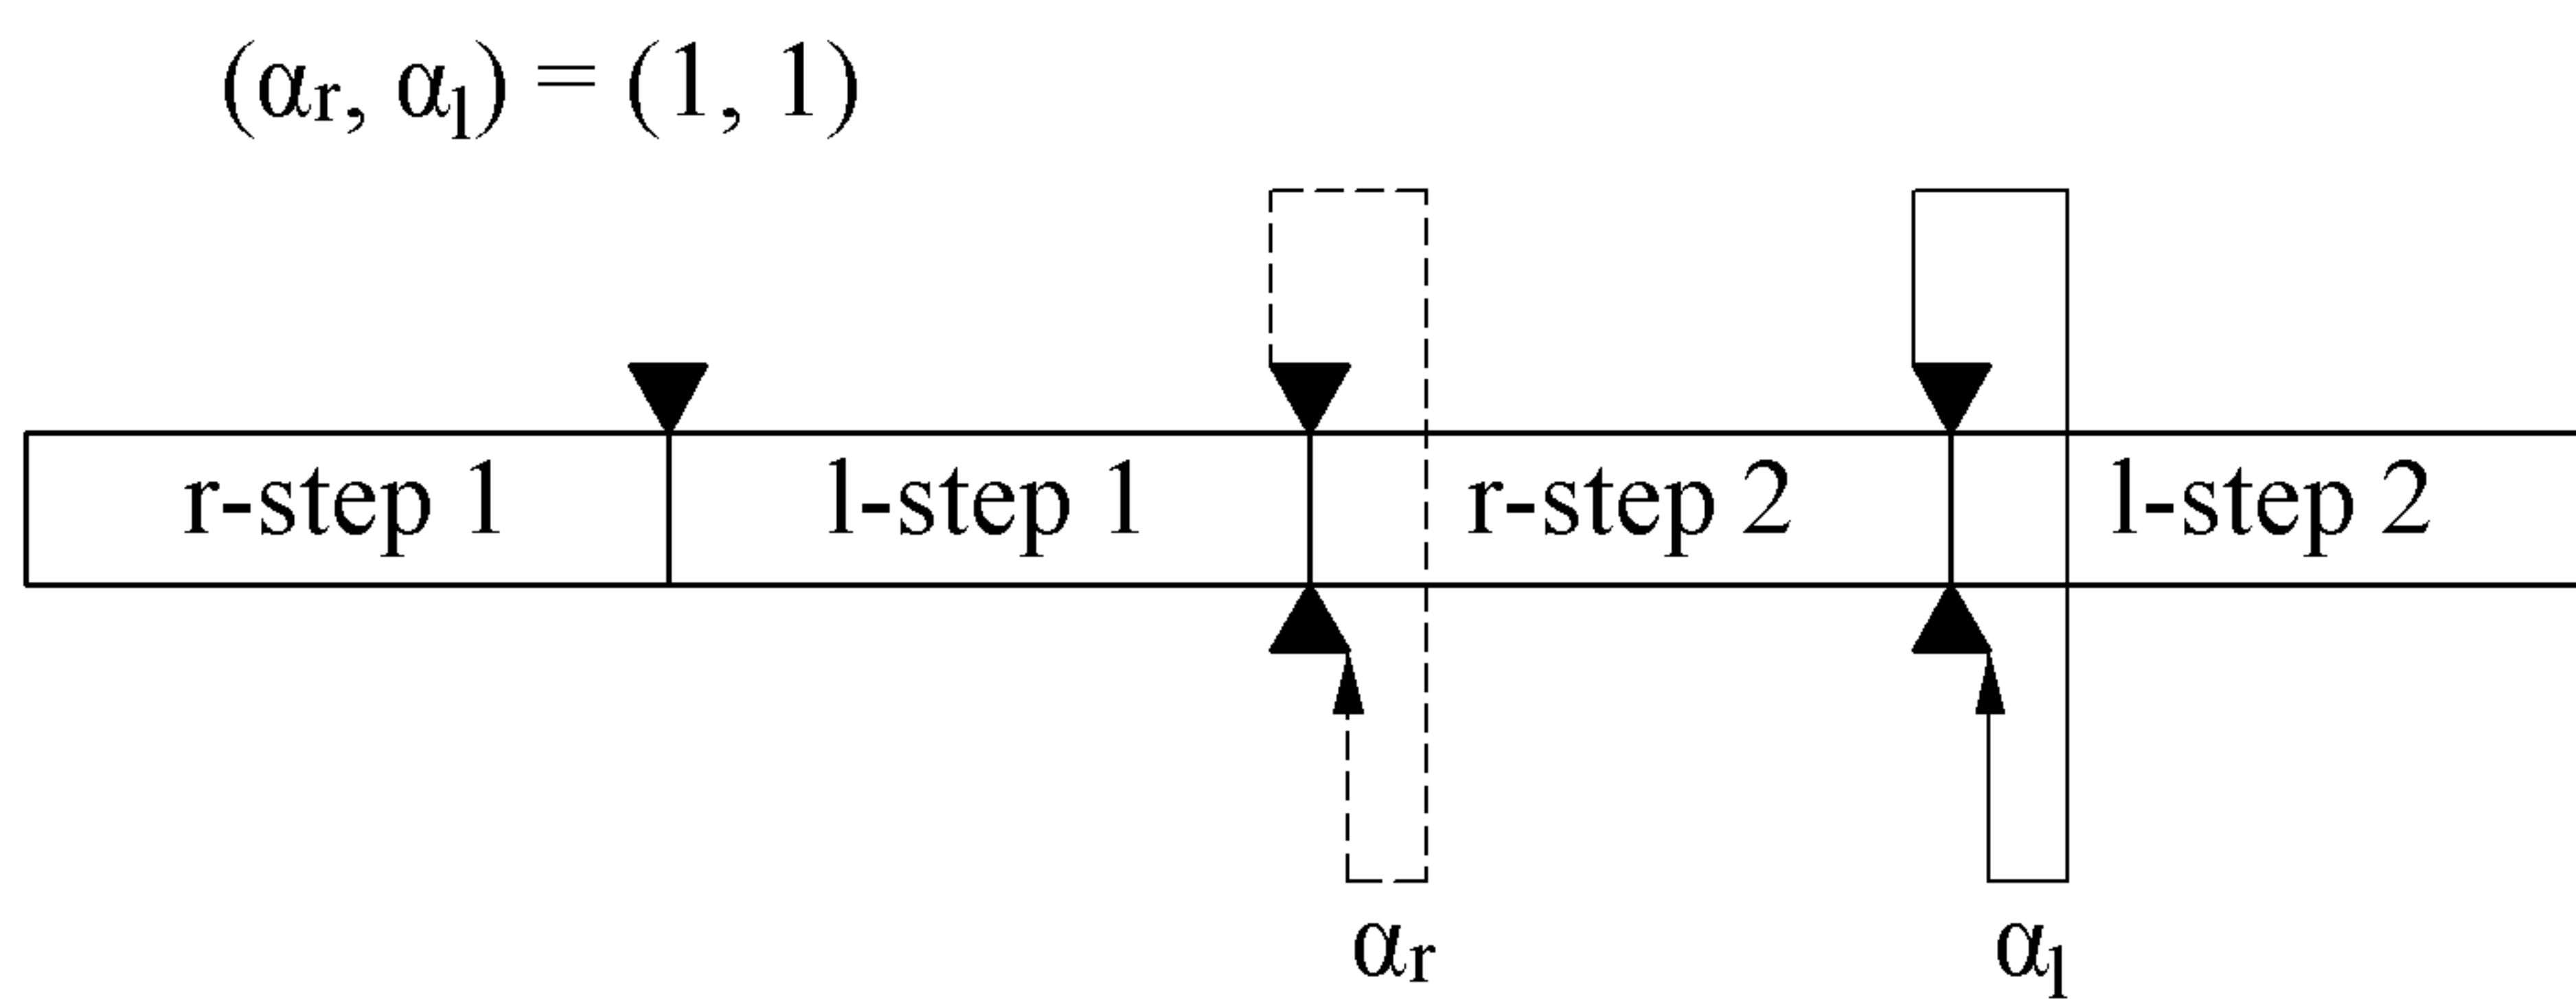 (αr, αl) = (1, 1)
r-step 1 l-step 1 r-step 2 l-step 2
αr αl